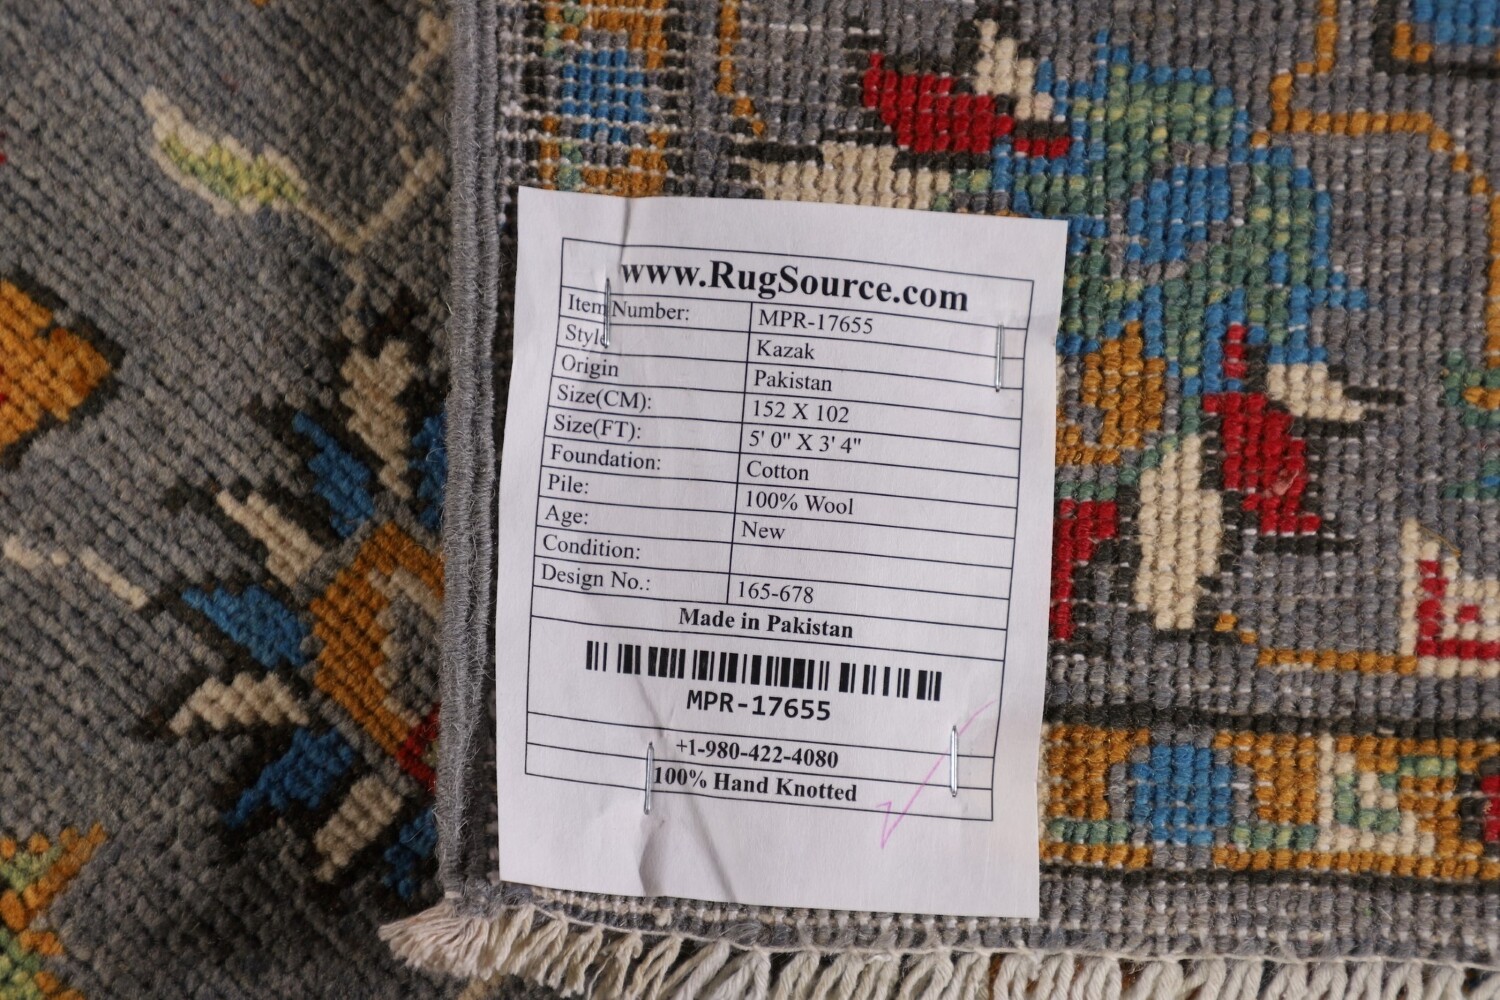 www.RugSource.com
Item Number: MPR-17655
Style Kazak
Origin Pakistan
Size(CM): 152 X 102
Size(FT): 5' 0" X 3' 4"
Foundation: Cotton
Pile: 100% Wool
Age: New
Condition:
Design No.: 165-678
Made in Pakistan
MPR-17655
+1-980-422-4080
100% Hand Knotted